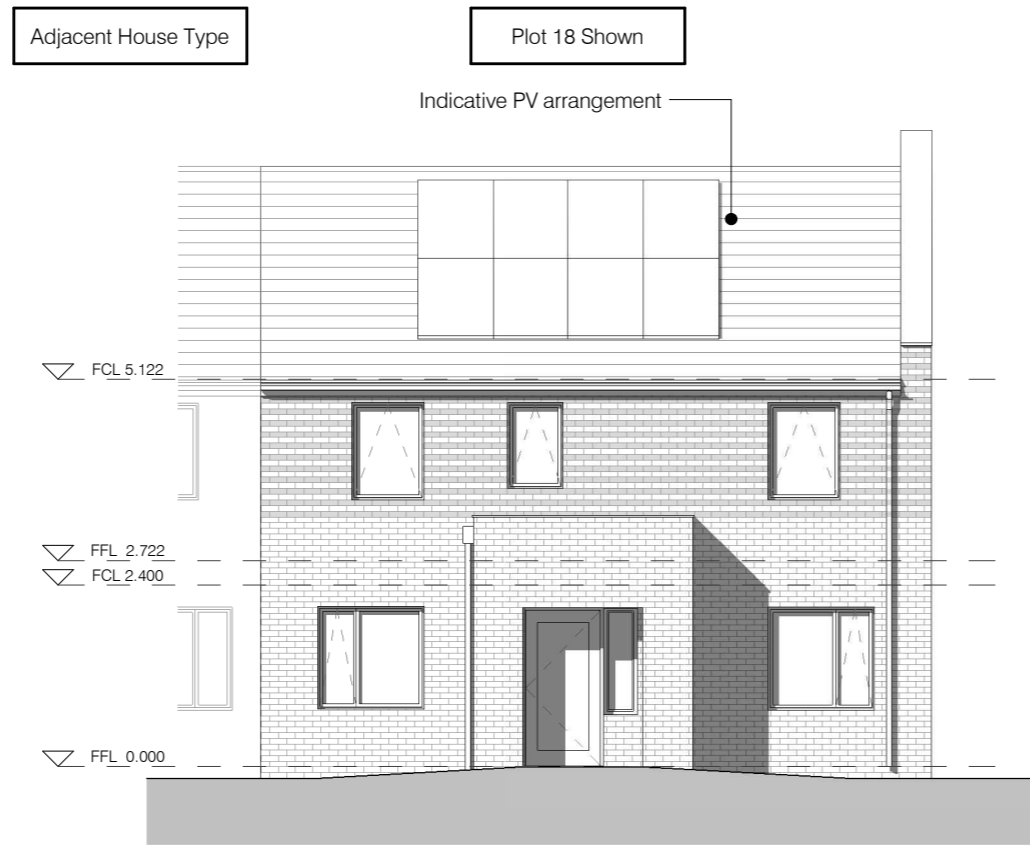 Adjacent House Type
Plot 18 Shown
Indicative PV arrangement
FCL 5.122
FFL 2.722
FCL 2.400
FFL 0.000